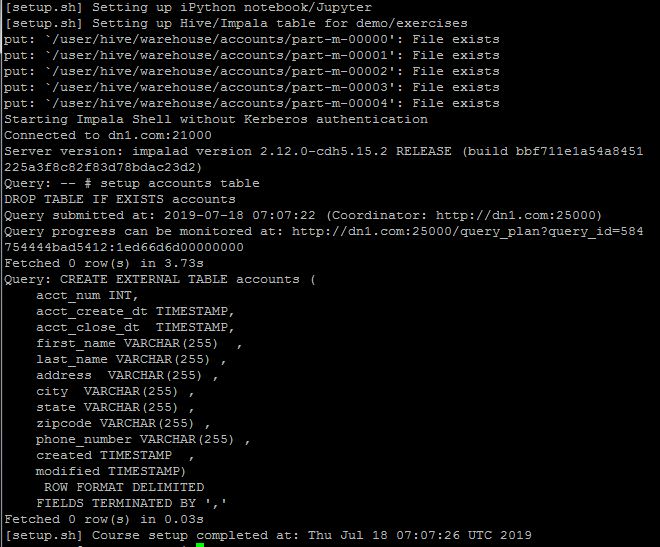 [setup.sh] Setting up iPython notebook/Jupyter
[setup.sh] Setting up Hive/Impala table for demo/exercises
put: `/user/hive/warehouse/accounts/part-m-00000': File exists
put: `/user/hive/warehouse/accounts/part-m-00001': File exists
put: `/user/hive/warehouse/accounts/part-m-00002': File exists
put: `/user/hive/warehouse/accounts/part-m-00003': File exists
put: `/user/hive/warehouse/accounts/part-m-00004': File exists
Starting Impala Shell without Kerberos authentication
Connected to dn1.com:21000
Server version: impalad version 2.12.0-cdh5.15.2 RELEASE (build bbf711e1a54a8451
225a3f8c82f83d78bdac23d2)
Query: -- # setup accounts table
DROP TABLE IF EXISTS accounts
Query submitted at: 2019-07-18 07:07:22 (Coordinator: http://dn1.com:25000)
Query progress can be monitored at: http://dn1.com:25000/query_plan?query_id=584
754444bad5412:1ed66d6d00000000
Fetched 0 row(s) in 3.73s
Query: CREATE EXTERNAL TABLE accounts (
    acct_num INT,
    acct_create_dt TIMESTAMP,
    acct_close_dt  TIMESTAMP,
    first_name VARCHAR(255)  ,
    last_name VARCHAR(255) ,
    address  VARCHAR(255) ,
    city  VARCHAR(255) ,
    state VARCHAR(255) ,
    zipcode VARCHAR(255) ,
    phone_number VARCHAR(255) ,
    created TIMESTAMP  ,
    modified TIMESTAMP)
     ROW FORMAT DELIMITED
    FIELDS TERMINATED BY ','
Fetched 0 row(s) in 0.03s
[setup.sh] Course setup completed at: Thu Jul 18 07:07:26 UTC 2019